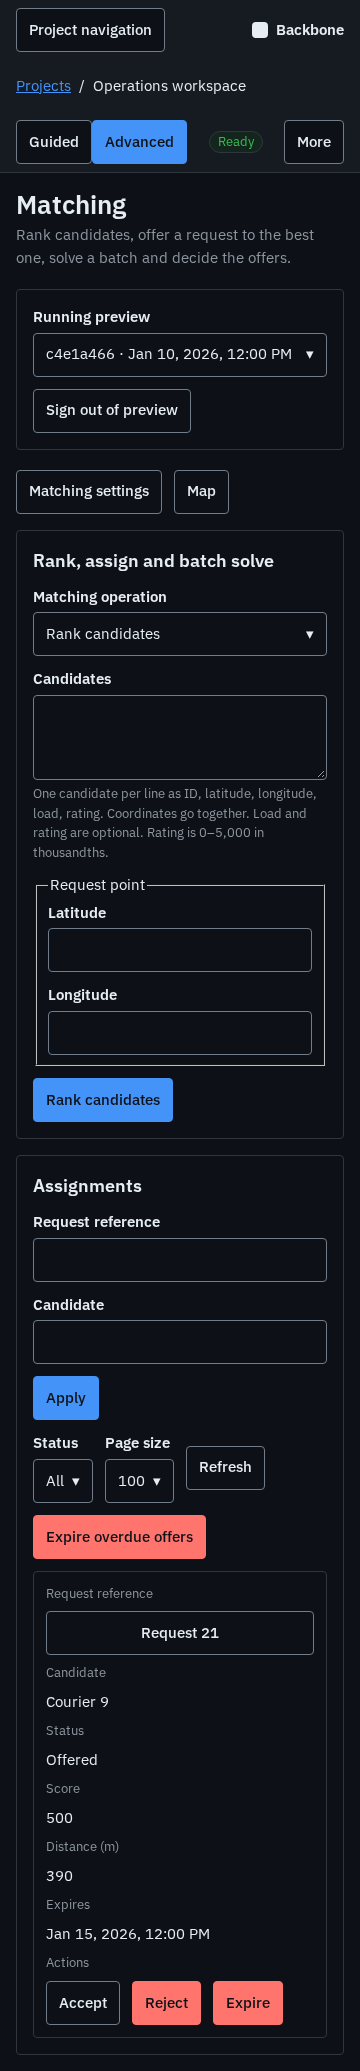 Project navigation
Backbone
Projects / Operations workspace
Guided
Advanced
Ready
More
Matching
Rank candidates, offer a request to the best
one, solve a batch and decide the offers.
Running preview
c4e1a466 · Jan 10, 2026, 12:00 PM ▾
Sign out of preview
Matching settings
Map
Rank, assign and batch solve
Matching operation
Rank candidates ▾
Candidates
One candidate per line as ID, latitude, longitude,
load, rating. Coordinates go together. Load and
rating are optional. Rating is 0–5,000 in
thousandths.
Request point
Latitude
Longitude
Rank candidates
Assignments
Request reference
Candidate
Apply
Status
Page size
All ▾
100 ▾
Refresh
Expire overdue offers
Request reference
Request 21
Candidate
Courier 9
Status
Offered
Score
500
Distance (m)
390
Expires
Jan 15, 2026, 12:00 PM
Actions
Accept
Reject
Expire